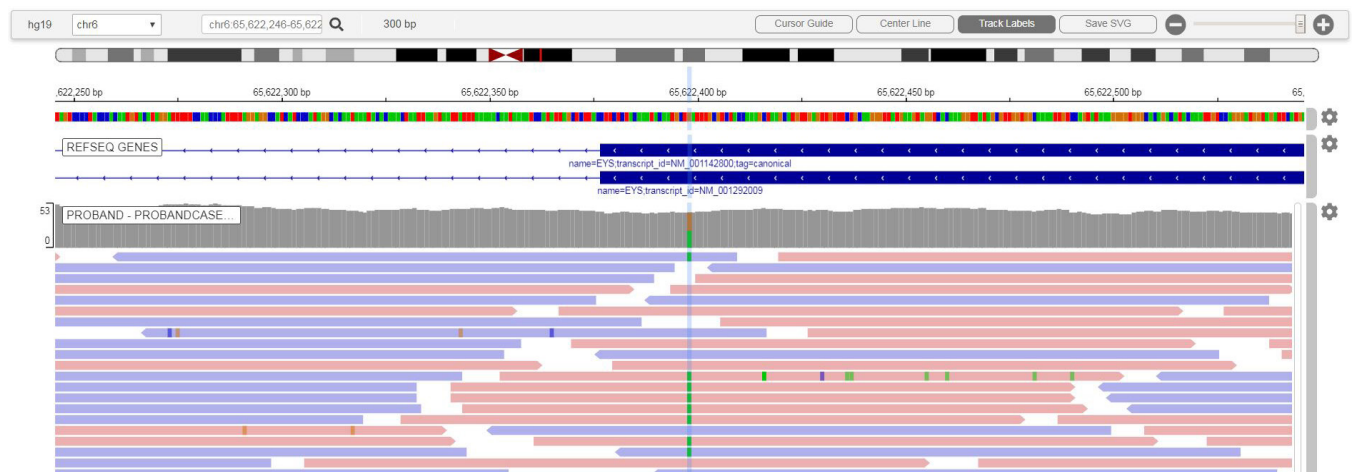 hg19 chr6 chr6:65,622,246-65,622 300 bp Cursor Guide Center Line Track Labels Save SVG
,622,250 bp 65,622,300 bp 65,622,350 bp 65,622,400 bp 65,622,450 bp 65,622,500 bp 65,
REFSEQ GENES
name=EYS;transcript_id=NM_001142800;tag=canonical
name=EYS;transcript_id=NM_001292009
53 PROBAND - PROBANDCASE...
0